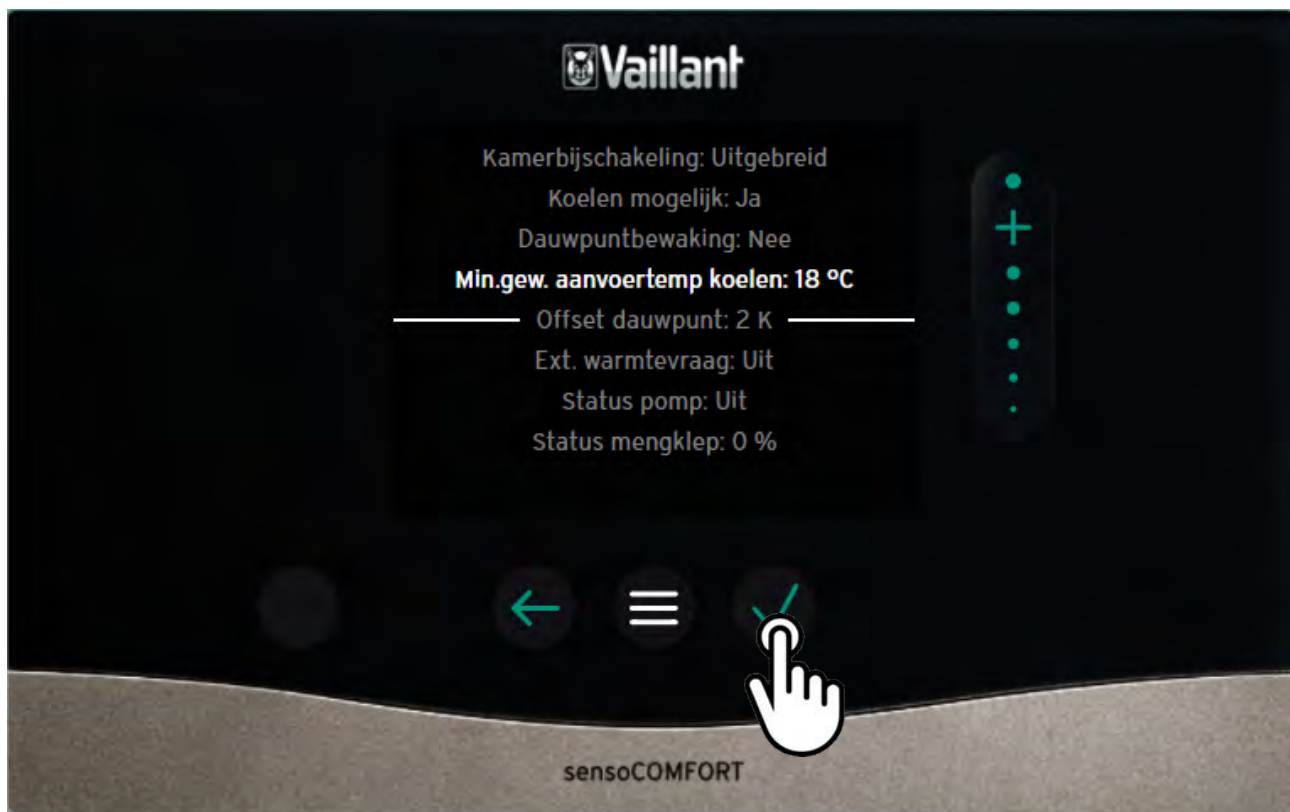 Vaillant
Kamerbijschakeling: Uitgebreid
Koelen mogelijk: Ja
Dauwpuntbewaking: Nee
Min.gew. aanvoertemp koelen: 18 °C
Offset dauwpunt: 2 K
Ext. warmtevraag: Uit
Status pomp: Uit
Status mengklep: 0 %
sensoCOMFORT